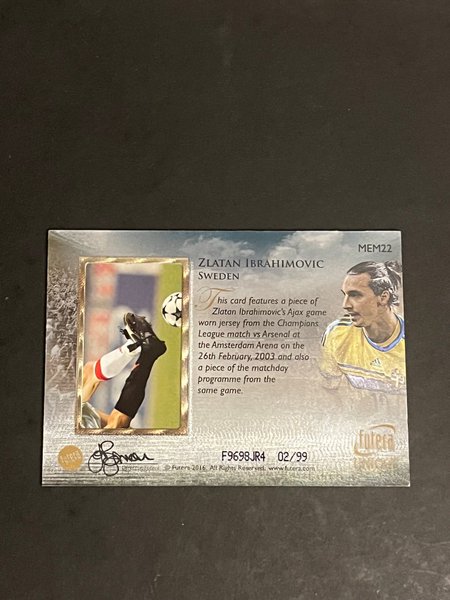 MEM22
ZLATAN IBRAHIMOVIC
SWEDEN
This card features a piece of
Zlatan Ibrahimovic's Ajax game
worn jersey from the Champions
League match vs Arsenal at
the Amsterdam Arena on the
26th February, 2003 and also
a piece of the matchday
programme from the
same game.
futera
F9698JR4 02/99
© Futera 2016. All Rights Reserved. www.futera.com